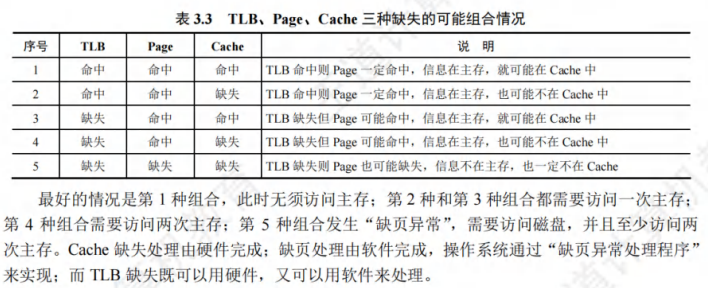 表 3.3 TLB、Page、Cache 三种缺失的可能组合情况
序号 TLB Page Cache 说 明
1 命中 命中 命中 TLB 命中则 Page 一定命中，信息在主存，就可能在 Cache 中
2 命中 命中 缺失 TLB 命中则 Page 一定命中，信息在主存，也可能不在 Cache 中
3 缺失 命中 命中 TLB 缺失但 Page 可能命中，信息在主存，就可能在 Cache 中
4 缺失 命中 缺失 TLB 缺失但 Page 可能命中，信息在主存，也可能不在 Cache 中
5 缺失 缺失 缺失 TLB 缺失则 Page 也可能缺失，信息不在主存，也一定不在 Cache
最好的情况是第 1 种组合，此时无须访问主存；第 2 种和第 3 种组合都需要访问一次主存；
第 4 种组合需要访问两次主存；第 5 种组合发生“缺页异常”，需要访问磁盘，并且至少访问两
次主存。Cache 缺失处理由硬件完成；缺页处理由软件完成，操作系统通过“缺页异常处理程序”
来实现；而 TLB 缺失既可以用硬件，又可以用软件来处理。